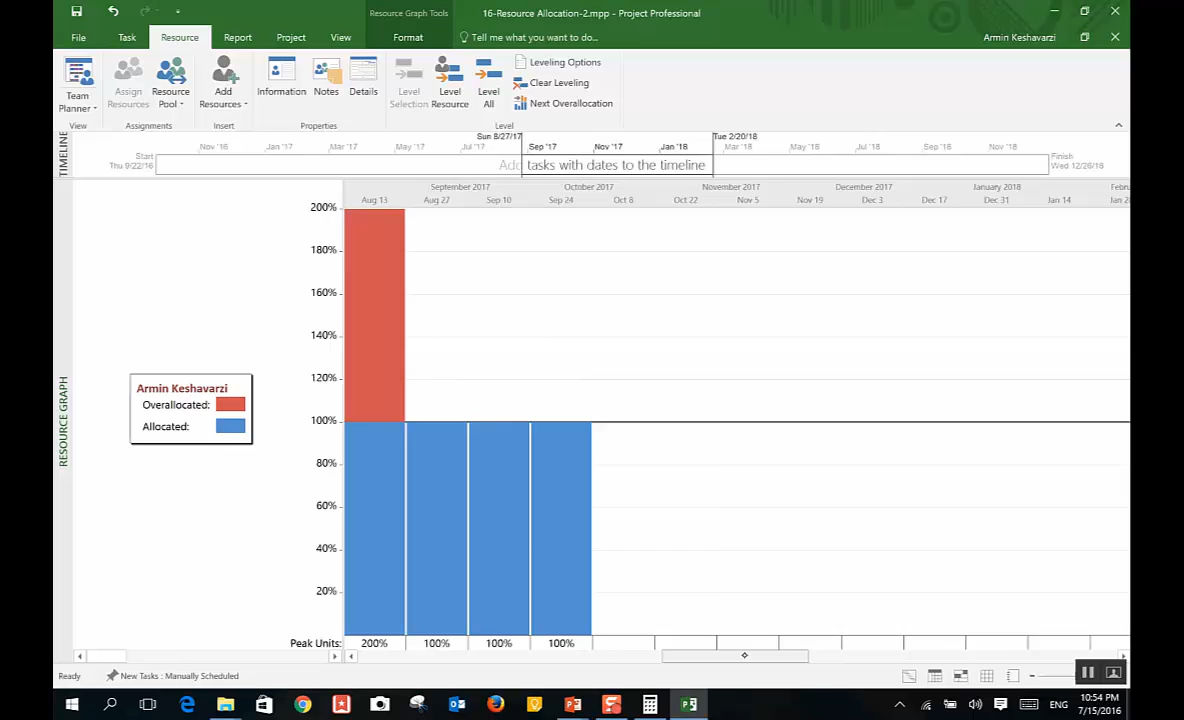 Resource Graph Tools
16-Resource Allocation-2.mpp - Project Professional
File
Task
Resource
Report
Project
View
Format
Tell me what you want to do...
Armin Keshavarzi
Team Planner
Assign Resources
Resource Pool
Add Resources
Information
Notes
Details
Level Selection
Level Resource
Level All
Leveling Options
Clear Leveling
Next Overallocation
View
Assignments
Insert
Properties
Level
TIMELINE
Sun 8/27/17
Tue 2/20/18
Nov '16
Jan '17
Mar '17
May '17
Jul '17
Sep '17
Nov '17
Jan '18
Mar '18
May '18
Jul '18
Sep '18
Nov '18
Start
Thu 9/22/16
Add tasks with dates to the timeline
Finish
Wed 12/26/18
RESOURCE GRAPH
September 2017
October 2017
November 2017
December 2017
January 2018
Aug 13
Aug 27
Sep 10
Sep 24
Oct 8
Oct 22
Nov 5
Nov 19
Dec 3
Dec 17
Dec 31
Jan 14
200%
180%
160%
140%
120%
100%
80%
60%
40%
20%
Armin Keshavarzi
Overallocated:
Allocated:
Peak Units:
200%
100%
100%
100%
Ready
New Tasks : Manually Scheduled
ENG
10:54 PM
7/15/2016